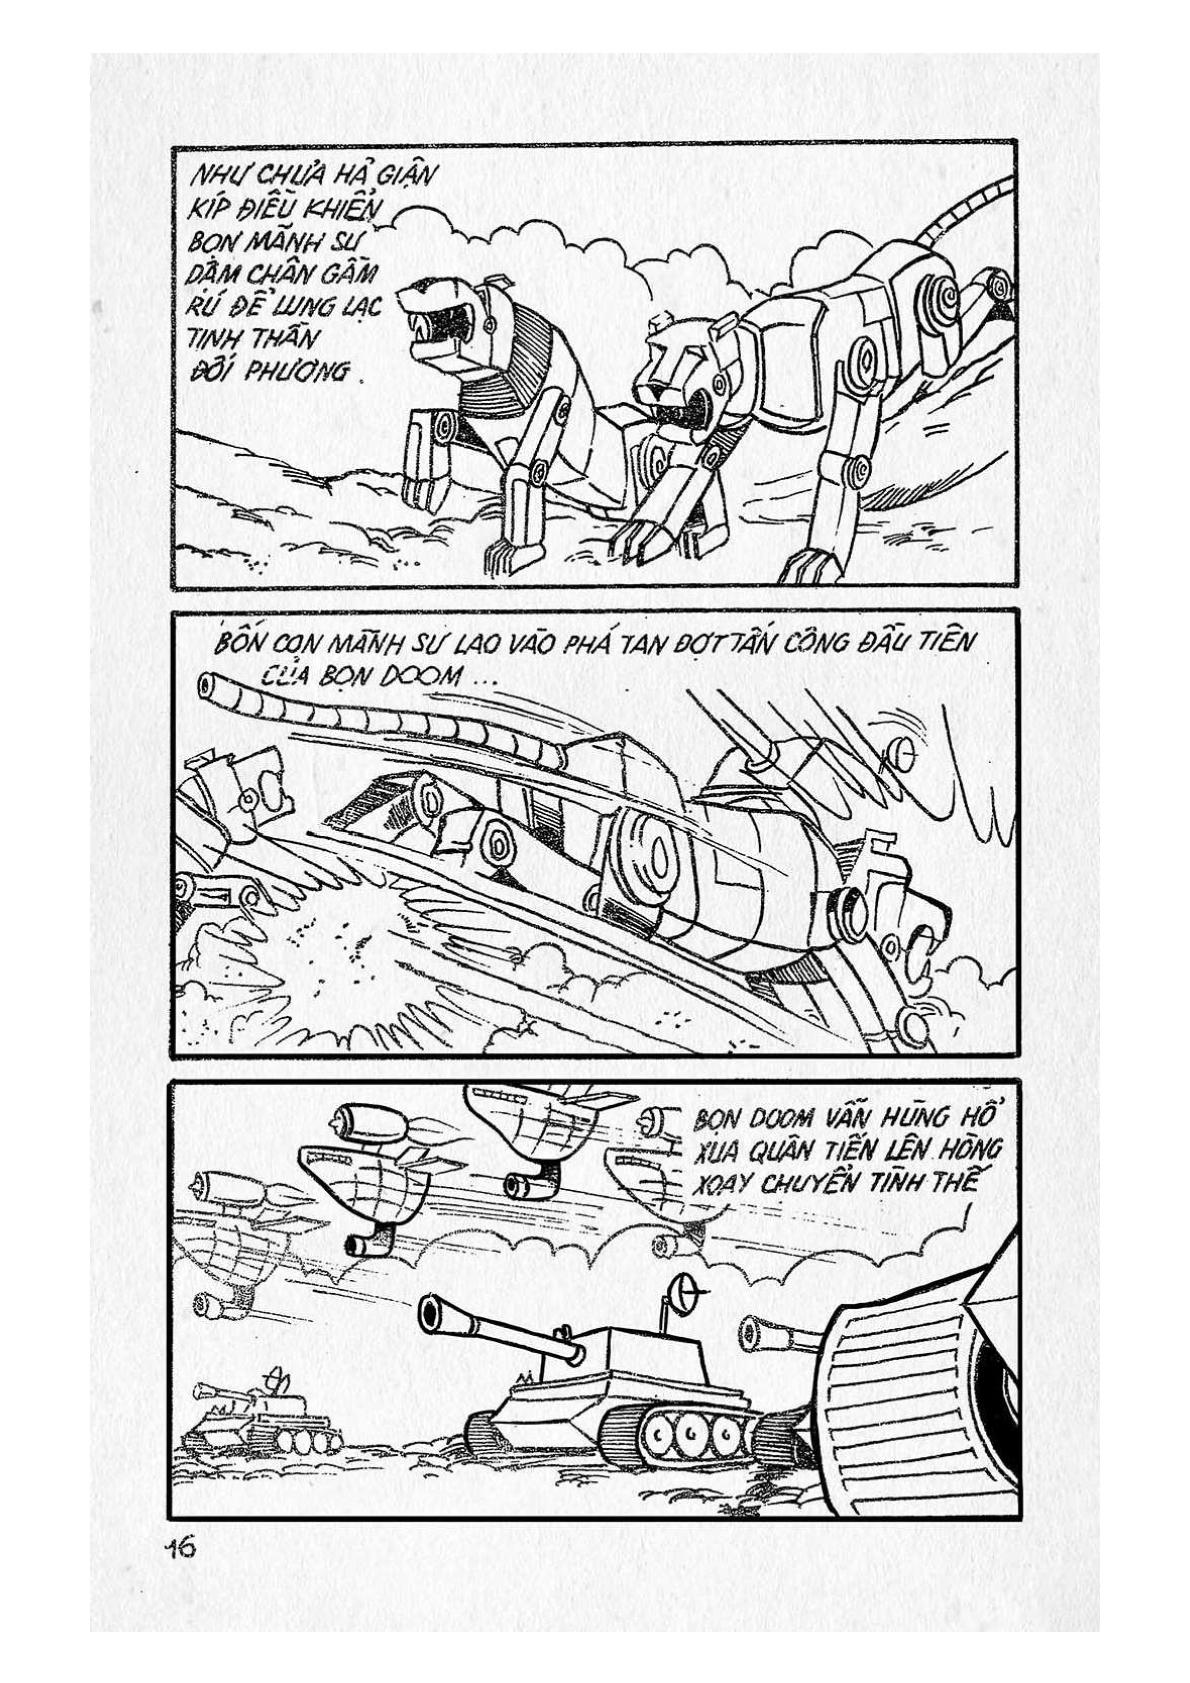 NHƯ CHƯA HẢ GIẬN
KÍP ĐIỀU KHIỂN
BỌN MÃNH SƯ
DẬM CHÂN GẦM
RÚ ĐỂ LUNG LẠC
TINH THẦN
ĐỐI PHƯƠNG.
BỐN CON MÃNH SƯ LAO VÀO PHÁ TAN ĐỢT TẤN CÔNG ĐẦU TIÊN
CỦA BỌN DOOM ...
BỌN DOOM VẪN HÙNG HỔ
XUA QUÂN TIẾN LÊN HÒNG
XOAY CHUYỂN TÌNH THẾ
16